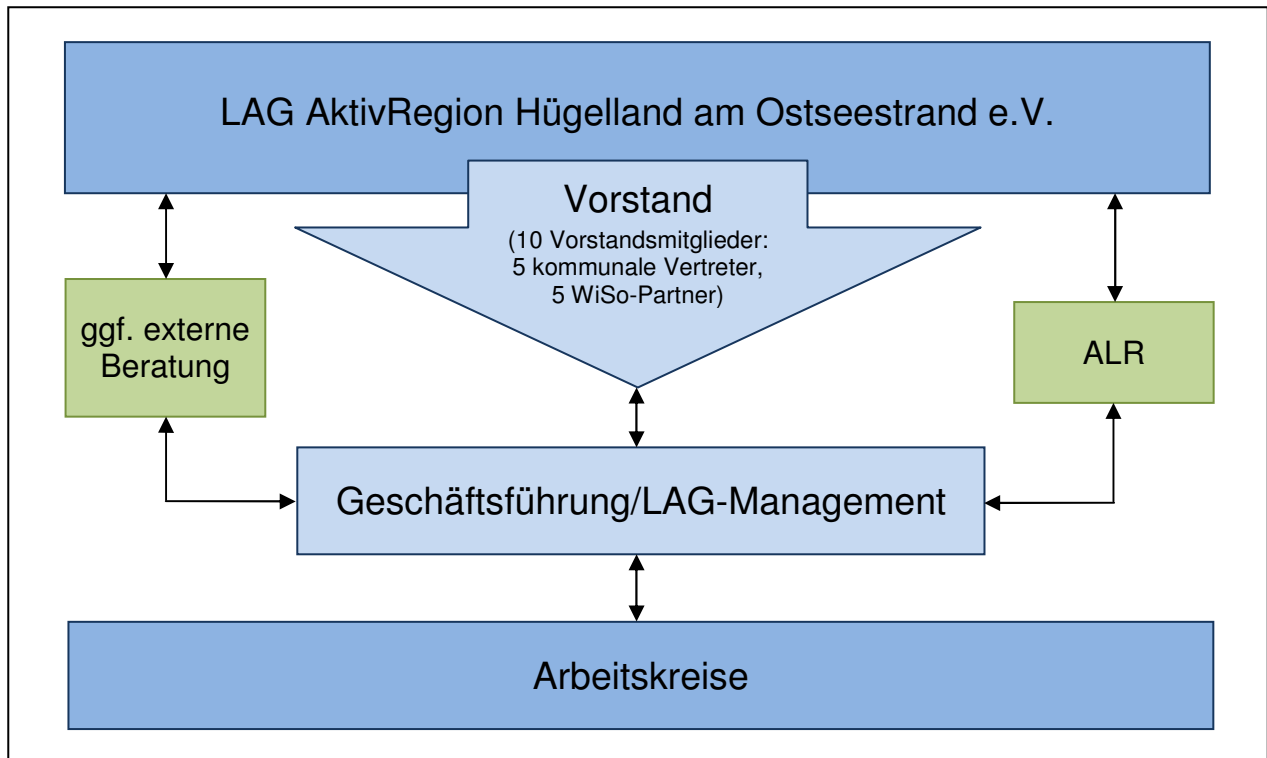 LAG AktivRegion Hügelland am Ostseestrand e.V.
Vorstand
(10 Vorstandsmitglieder:
5 kommunale Vertreter,
5 WiSo-Partner)
ggf. externe
Beratung
ALR
Geschäftsführung/LAG-Management
Arbeitskreise